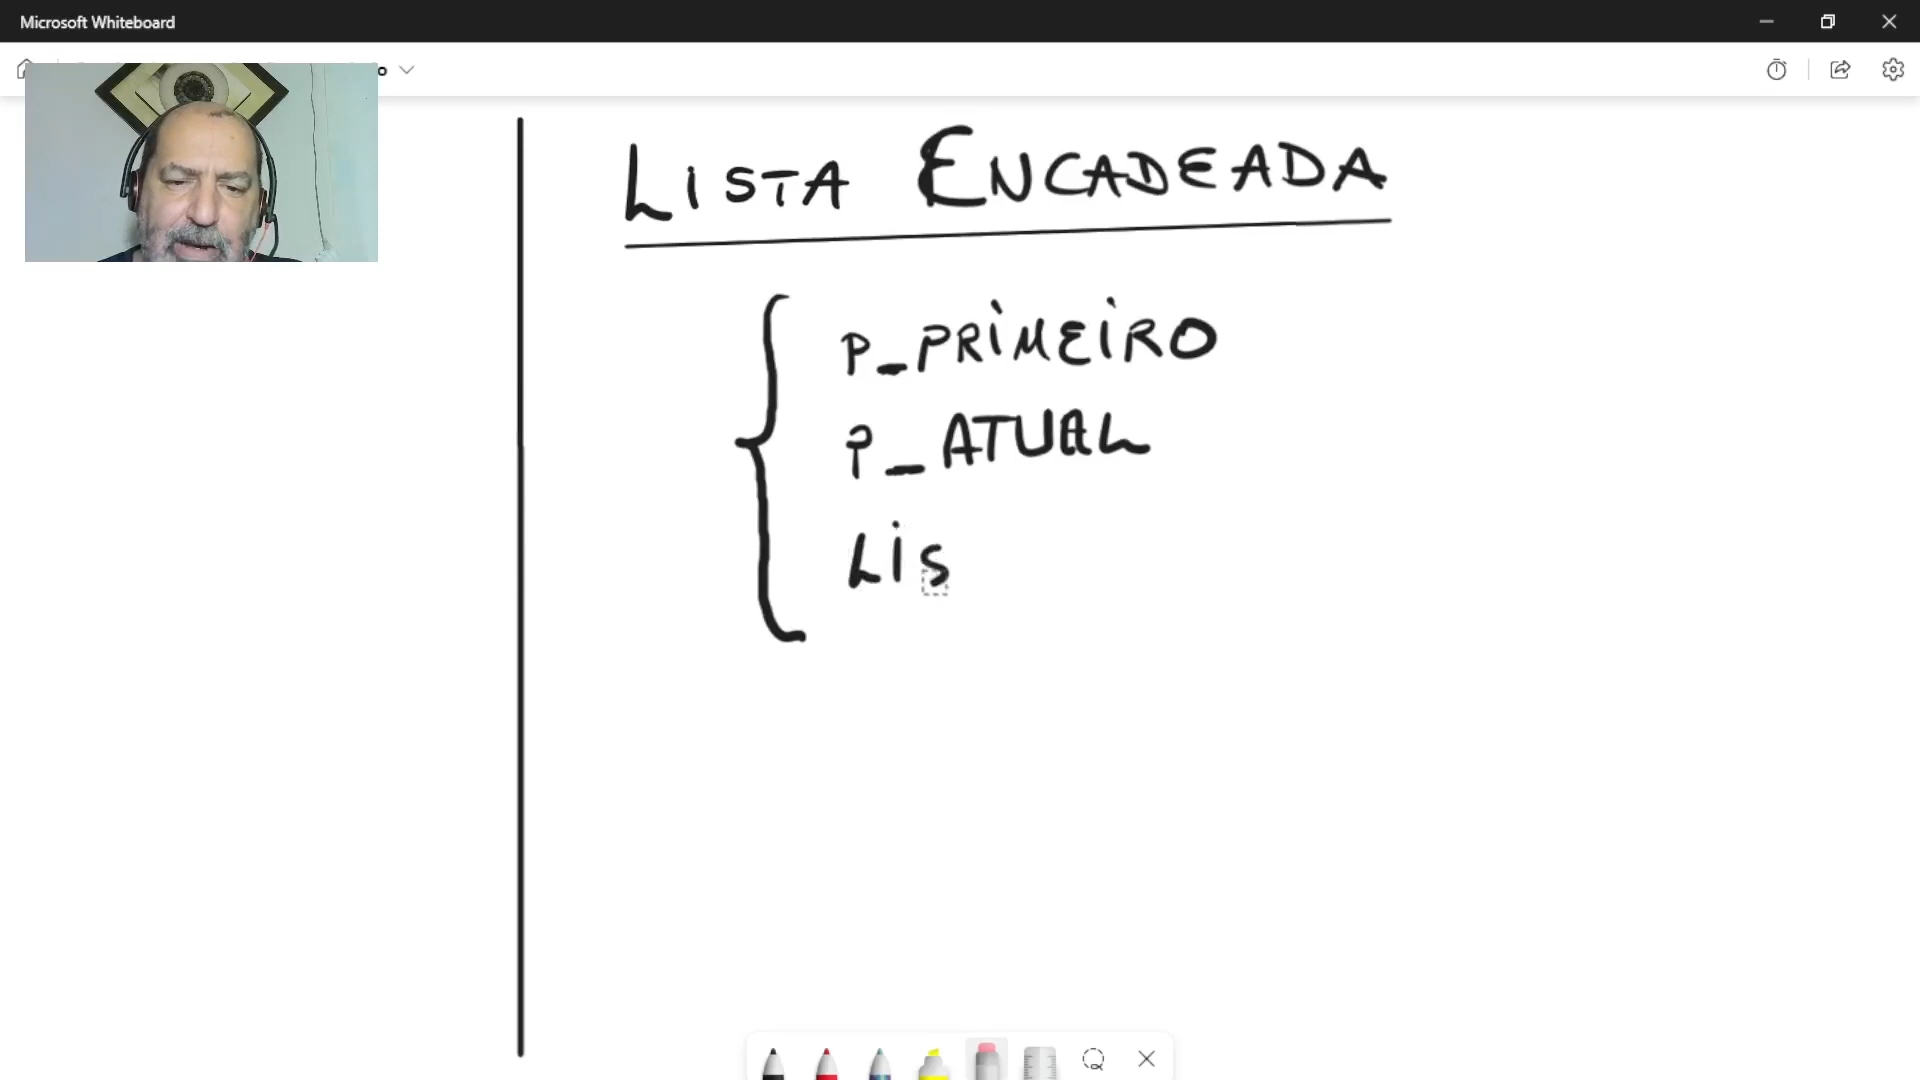 Microsoft Whiteboard
o
LISTA ENCADEADA
P_PRiMEiRO
P_ATUAL
Lis